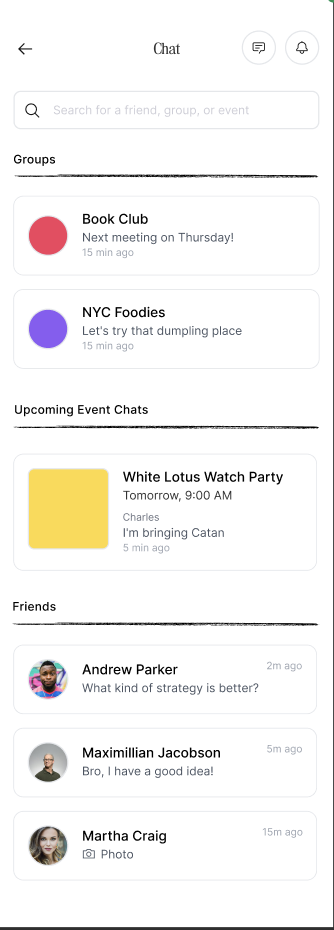 Chat
Search for a friend, group, or event
Groups
Book Club
Next meeting on Thursday!
15 min ago
NYC Foodies
Let's try that dumpling place
15 min ago
Upcoming Event Chats
White Lotus Watch Party
Tomorrow, 9:00 AM
Charles
I'm bringing Catan
5 min ago
Friends
Andrew Parker
2m ago
What kind of strategy is better?
Maximillian Jacobson
5m ago
Bro, I have a good idea!
Martha Craig
15m ago
Photo